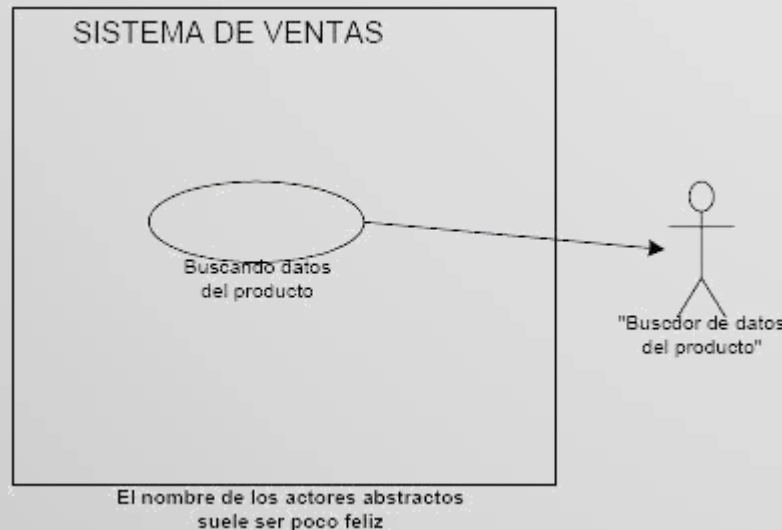 SISTEMA DE VENTAS
Buscando datos
del producto
"Buscdor de datos
del producto"
El nombre de los actores abstractos
suele ser poco feliz